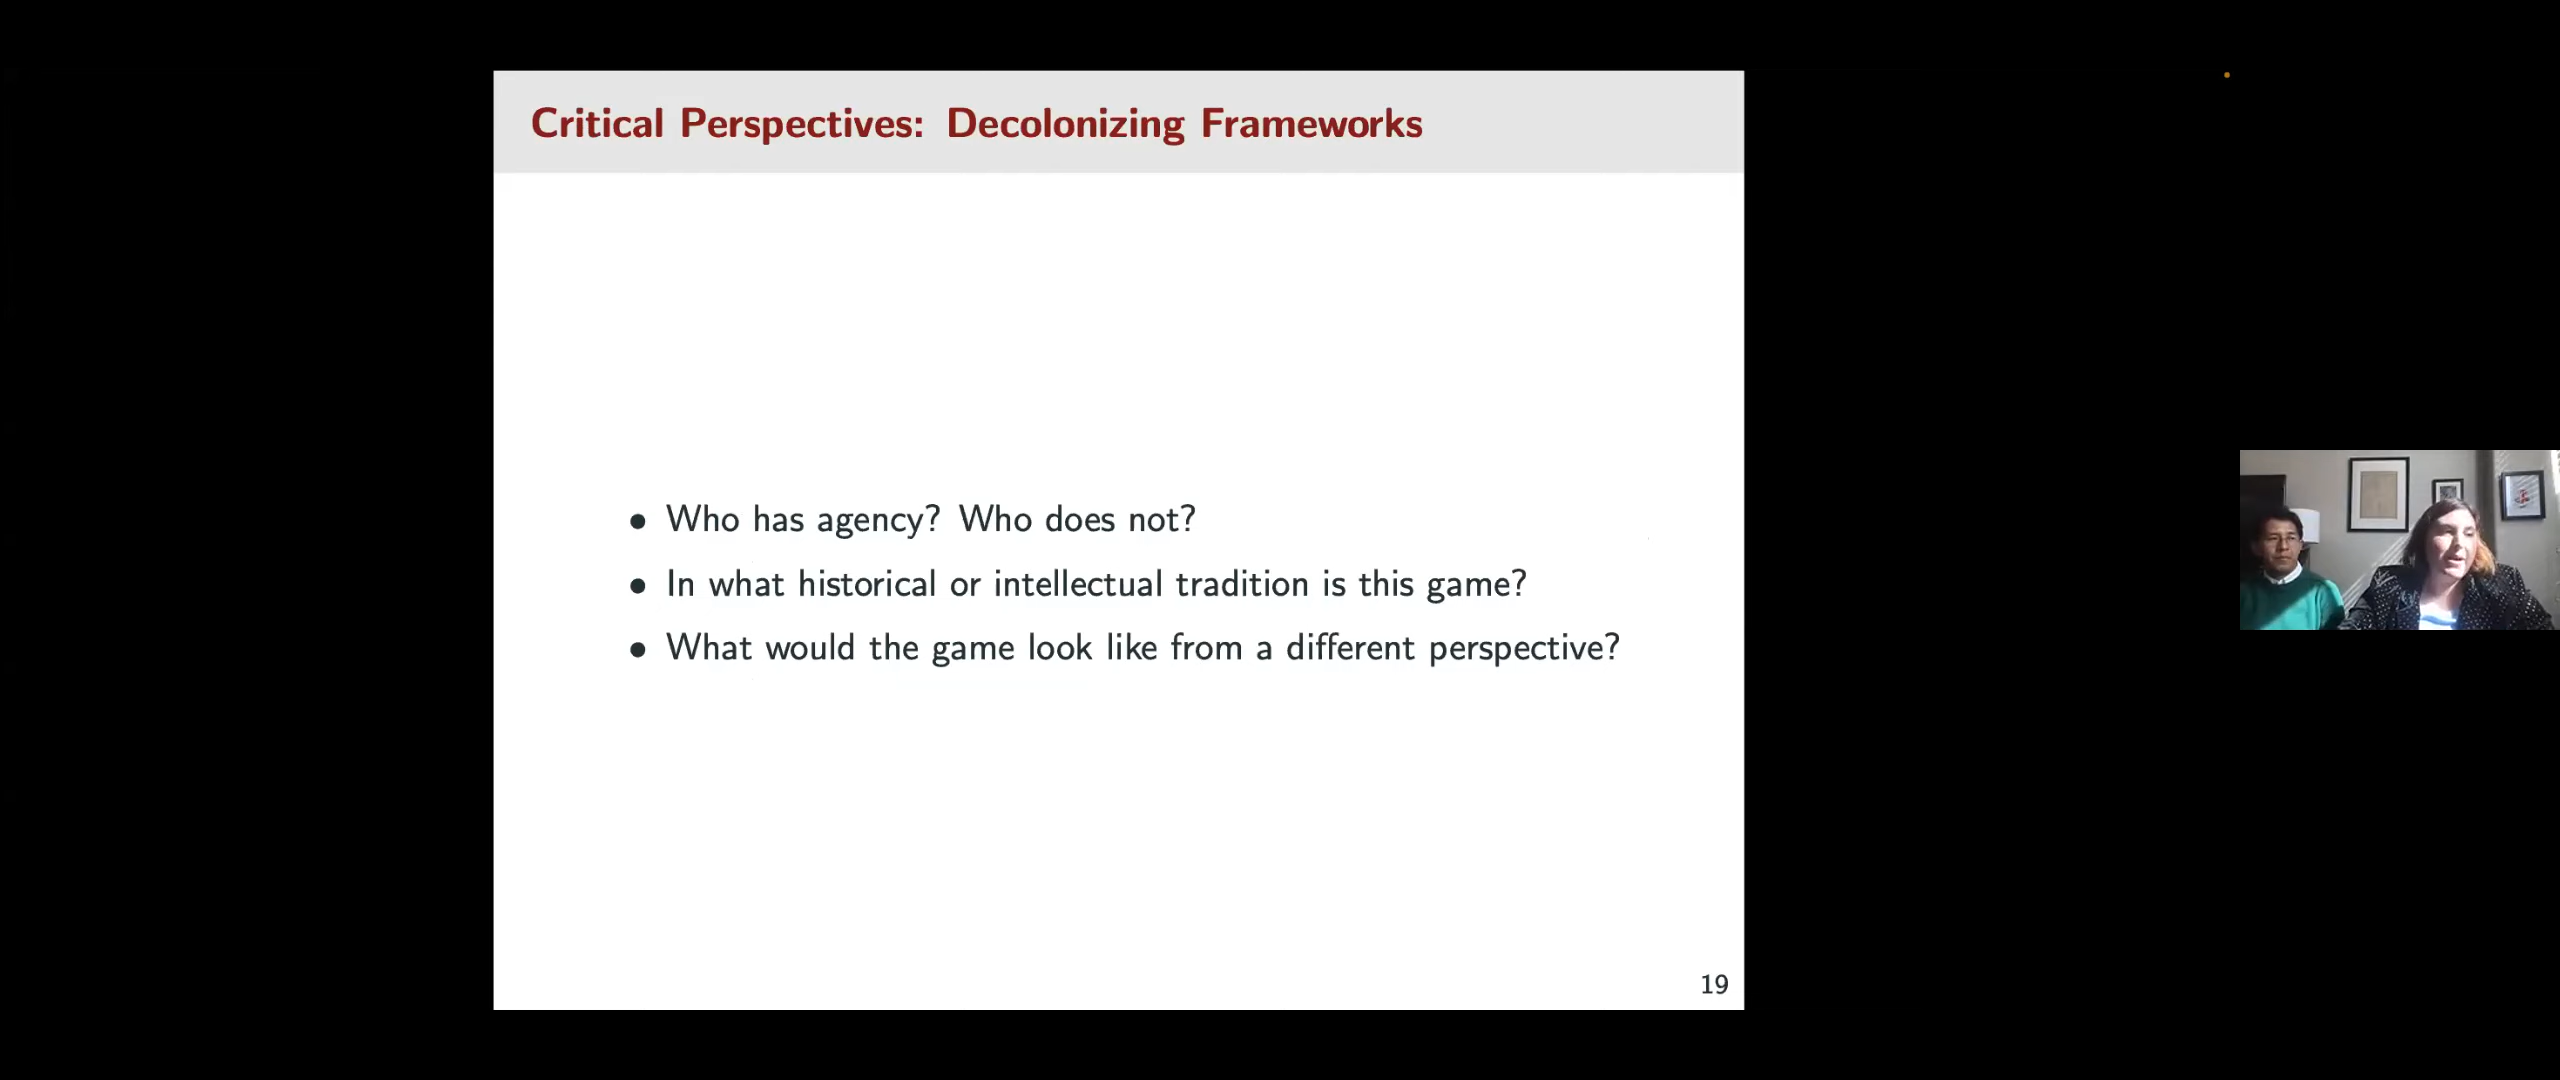 Critical Perspectives: Decolonizing Frameworks
• Who has agency? Who does not?
• In what historical or intellectual tradition is this game?
• What would the game look like from a different perspective?
19